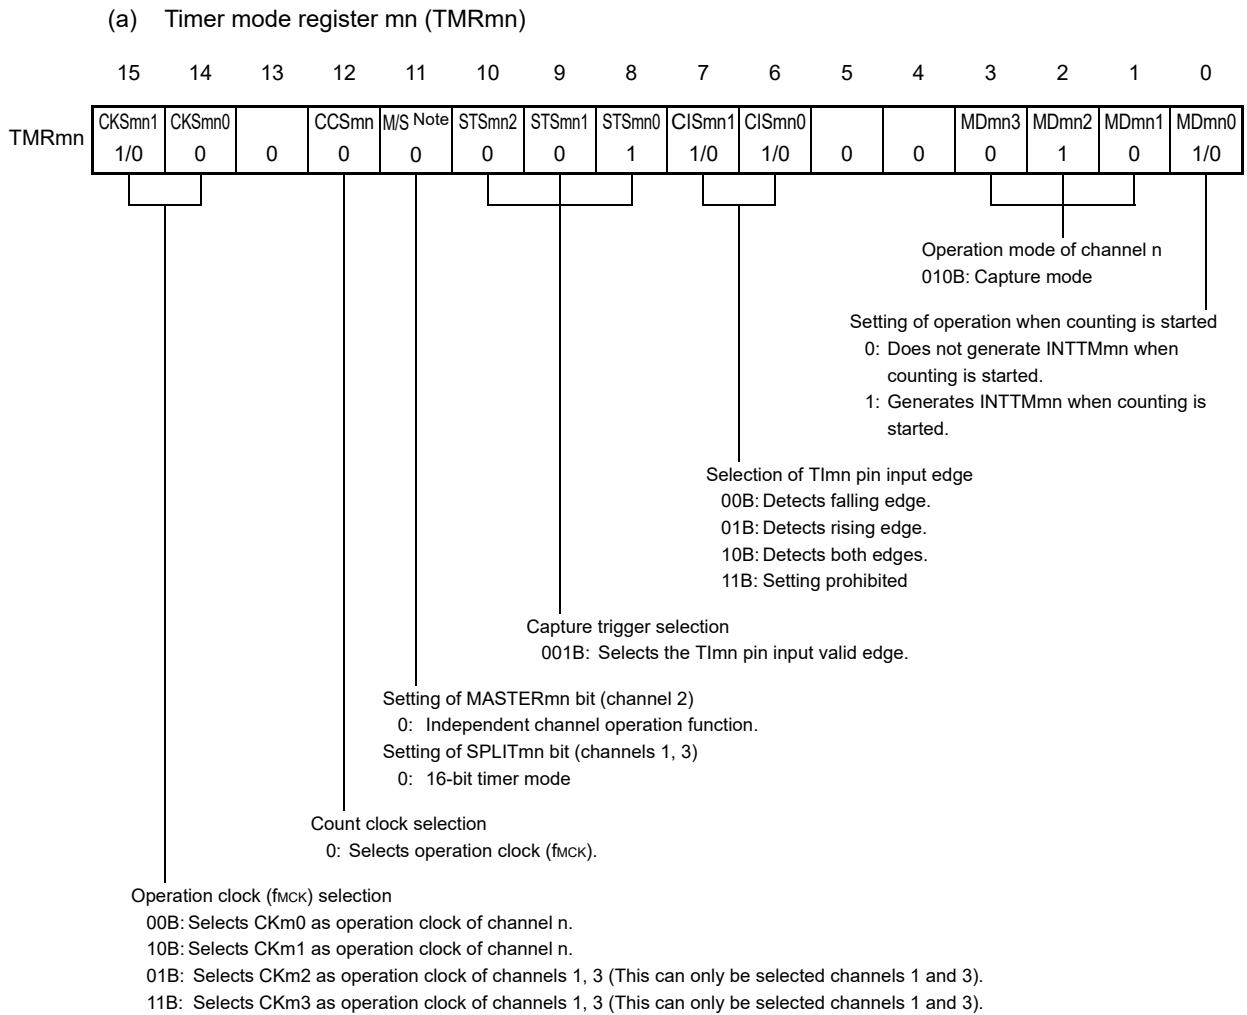 (a) Timer mode register mn (TMRmn)
15 14 13 12 11 10 9 8 7 6 5 4 3 2 1 0
TMRmn
CKSmn1 CKSmn0 CCSmn M/S Note STSmn2 STSmn1 STSmn0 CISmn1 CISmn0 MDmn3 MDmn2 MDmn1 MDmn0
1/0 0 0 0 0 0 0 1 1/0 1/0 0 0 0 1 0 1/0
Operation mode of channel n
010B: Capture mode
Setting of operation when counting is started
0: Does not generate INTTMmn when
counting is started.
1: Generates INTTMmn when counting is
started.
Selection of TImn pin input edge
00B: Detects falling edge.
01B: Detects rising edge.
10B: Detects both edges.
11B: Setting prohibited
Capture trigger selection
001B: Selects the TImn pin input valid edge.
Setting of MASTERmn bit (channel 2)
0: Independent channel operation function.
Setting of SPLITmn bit (channels 1, 3)
0: 16-bit timer mode
Count clock selection
0: Selects operation clock (fMCK).
Operation clock (fMCK) selection
00B: Selects CKm0 as operation clock of channel n.
10B: Selects CKm1 as operation clock of channel n.
01B: Selects CKm2 as operation clock of channels 1, 3 (This can only be selected channels 1 and 3).
11B: Selects CKm3 as operation clock of channels 1, 3 (This can only be selected channels 1 and 3).